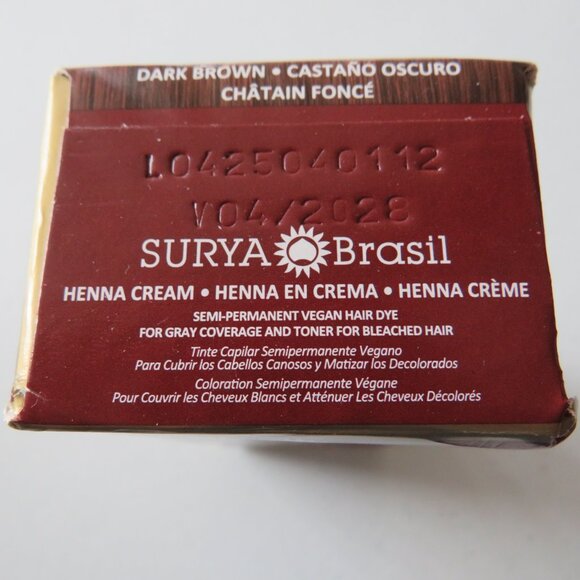 DARK BROWN • CASTAÑO OSCURO
CHÂTAIN FONCÉ
L0425040112
V04/2028
SURYA Brasil
HENNA CREAM • HENNA EN CREMA • HENNA CRÈME
SEMI-PERMANENT VEGAN HAIR DYE
FOR GRAY COVERAGE AND TONER FOR BLEACHED HAIR
Tinte Capilar Semipermanente Vegano
Para Cubrir los Cabellos Canosos y Matizar los Decolorados
Coloration Semipermanente Végane
Pour Couvrir les Cheveux Blancs et Atténuer Les Cheveux Décolorés